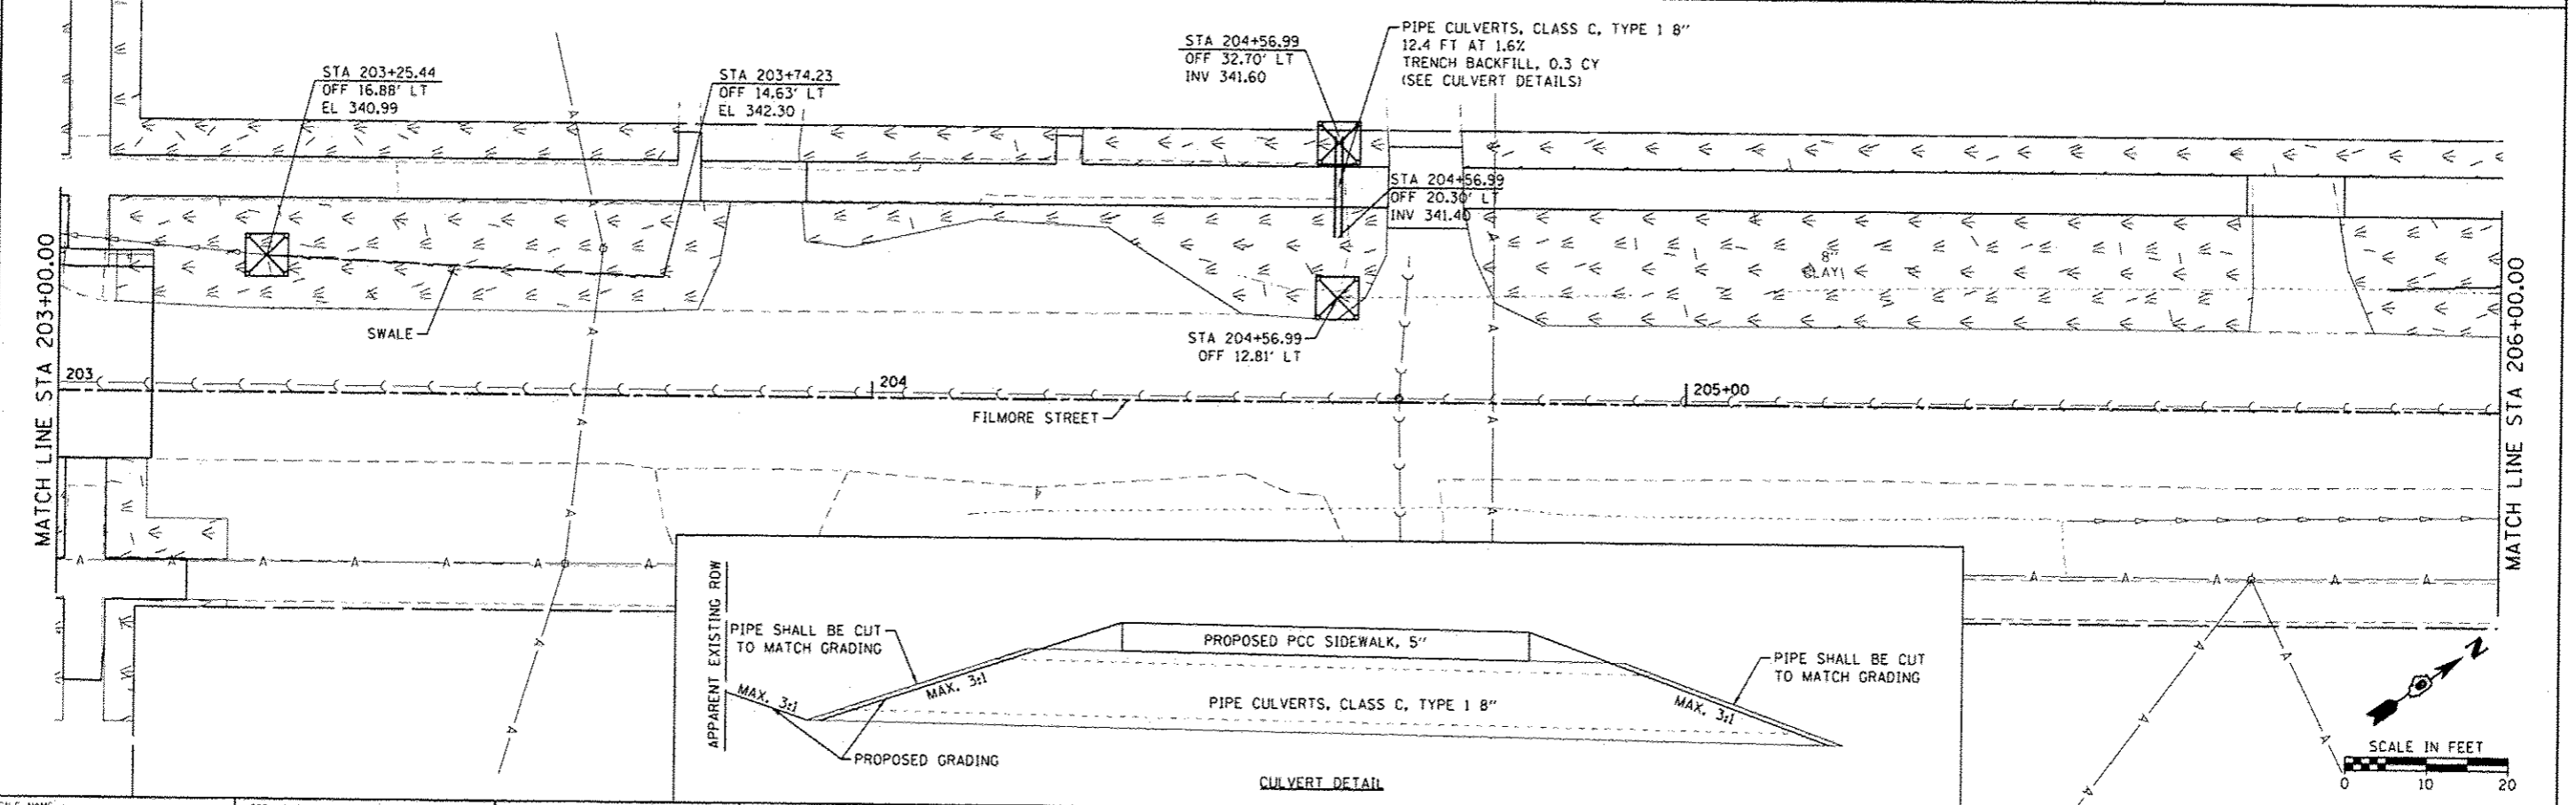 STA 203+25.44
OFF 16.88' LT
EL 340.99
STA 203+74.23
OFF 14.63' LT
EL 342.30
STA 204+56.99
OFF 32.70' LT
INV 341.60
PIPE CULVERTS, CLASS C, TYPE 1 8"
12.4 FT AT 1.6%
TRENCH BACKFILL, 0.3 CY
(SEE CULVERT DETAILS)
STA 204+56.99
OFF 20.30' LT
INV 341.40
8"
CLAY
SWALE
STA 204+56.99
OFF 12.81' LT
MATCH LINE STA 203+00.00
203
204
205+00
FILMORE STREET
MATCH LINE STA 206+00.00
APPARENT EXISTING ROW
PIPE SHALL BE CUT
TO MATCH GRADING
MAX. 3:1
MAX. 3:1
PROPOSED PCC SIDEWALK, 5"
PIPE CULVERTS, CLASS C, TYPE 1 8"
PIPE SHALL BE CUT
TO MATCH GRADING
MAX. 3:1
PROPOSED GRADING
CULVERT DETAIL
N
SCALE IN FEET
0 10 20